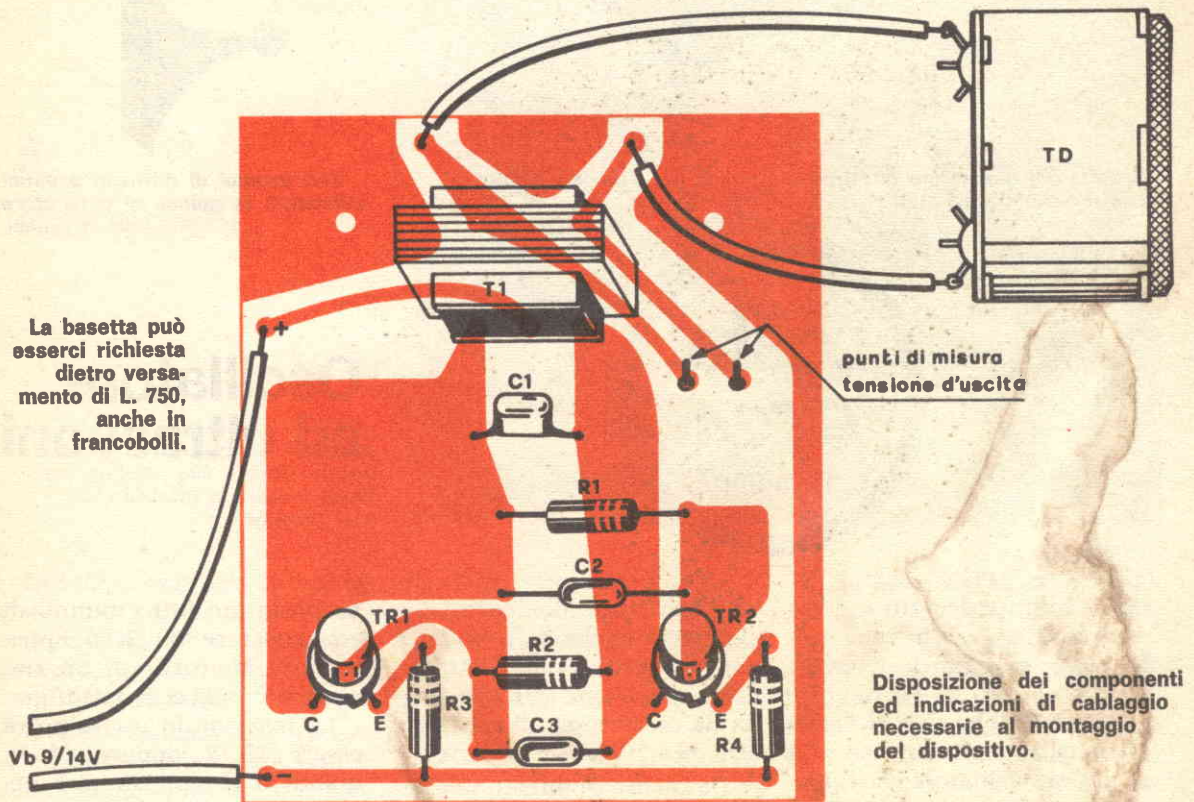 TD
T1
La basetta può
esserci richiesta
dietro versa-
mento di L. 750,
anche in
francobolli.
+
punti di misura
tensione d'uscita
C1
R1
C2
TR1
TR2
R2
R3
C E
C E
C3
R4
Vb 9/14V
-
Disposizione dei componenti
ed indicazioni di cablaggio
necessarie al montaggio
del dispositivo.